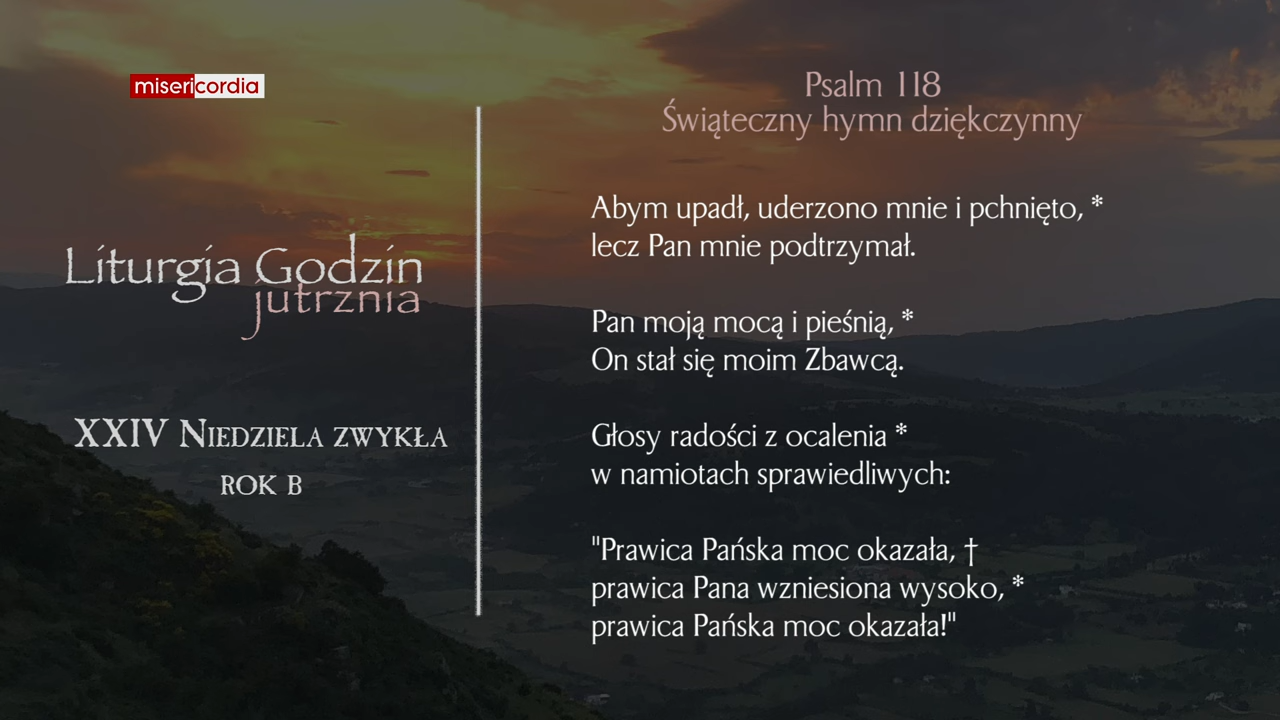 misericordia
Liturgia Godzin
jutrznia
XXIV Niedziela zwykła
rok B
Psalm 118
Świąteczny hymn dziękczynny
Abym upadł, uderzono mnie i pchnięto, *
lecz Pan mnie podtrzymał.
Pan moją mocą i pieśnią, *
On stał się moim Zbawcą.
Głosy radości z ocalenia *
w namiotach sprawiedliwych:
"Prawica Pańska moc okazała, †
prawica Pana wzniesiona wysoko, *
prawica Pańska moc okazała!"